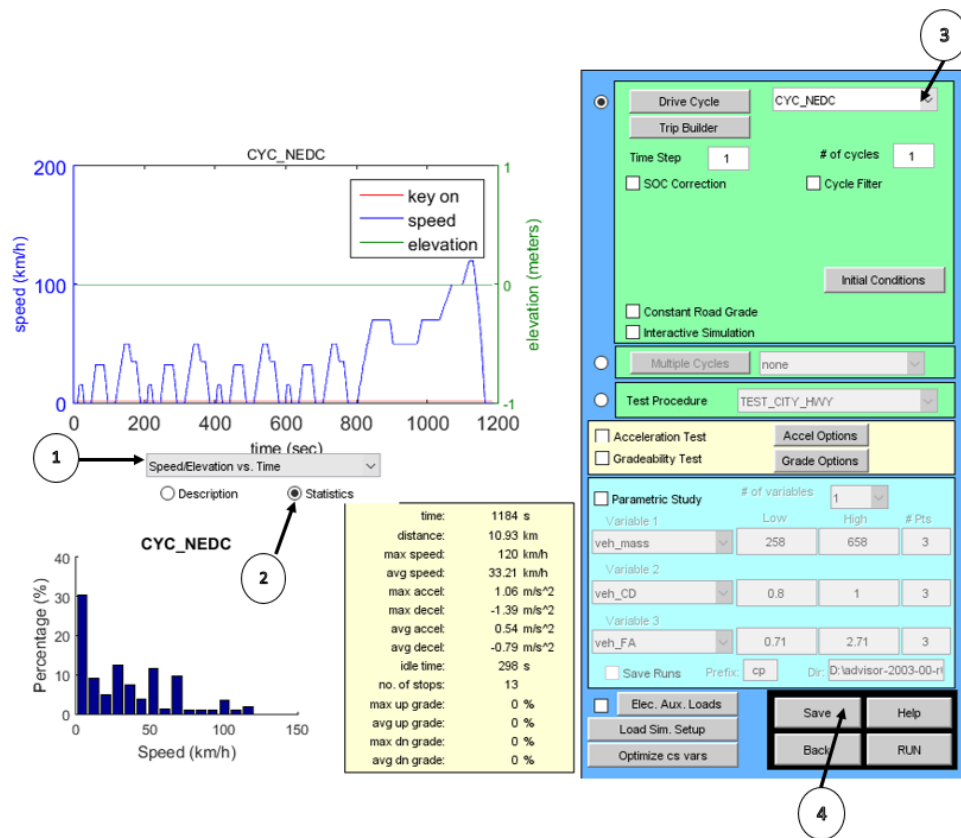 3
Drive Cycle
CYC_NEDC
Trip Builder
Time Step 1
# of cycles 1
SOC Correction
Cycle Filter
Initial Conditions
Constant Road Grade
Interactive Simulation
Multiple Cycles
none
Test Procedure
TEST_CITY_HWY
Acceleration Test
Accel Options
Gradeability Test
Grade Options
Parametric Study
# of variables
1
Variable 1
Low
High
# Pts
veh_mass
258
658
3
Variable 2
veh_CD
0.8
1
3
Variable 3
veh_FA
0.71
2.71
3
Save Runs
Prefix:
cp
Dir:
D:\advisor-2003-00-r
Elec. Aux. Loads
Load Sim. Setup
Optimize cs vars
Save
Help
Back
RUN
4
CYC_NEDC
200
100
0
speed (km/h)
key on
speed
elevation
1
0
-1
elevation (meters)
0 200 400 600 800 1000 1200
time (sec)
1
Speed/Elevation vs. Time
Description
Statistics
2
CYC_NEDC
40
30
20
10
0
Percentage (%)
0 50 100 150
Speed (km/h)
time: 1184 s
distance: 10.93 km
max speed: 120 km/h
avg speed: 33.21 km/h
max accel: 1.06 m/s^2
max decel: -1.39 m/s^2
avg accel: 0.54 m/s^2
avg decel: -0.79 m/s^2
idle time: 298 s
no. of stops: 13
max up grade: 0 %
avg up grade: 0 %
max dn grade: 0 %
avg dn grade: 0 %